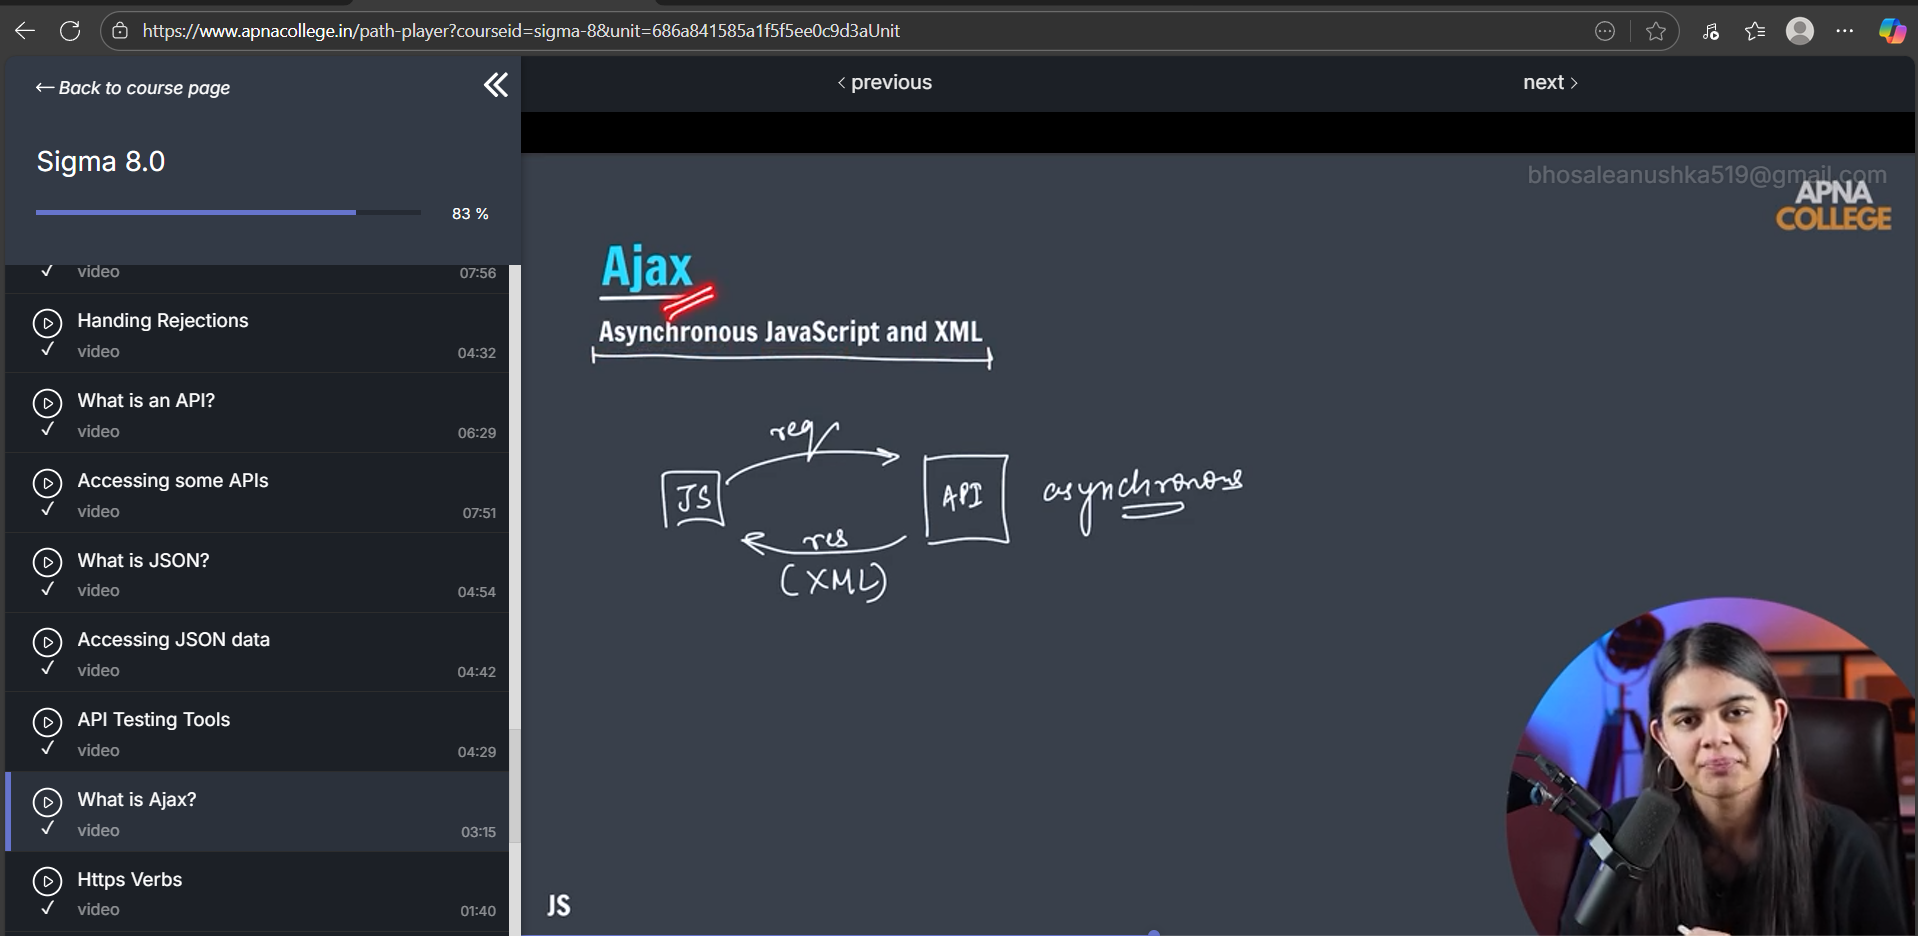 https://www.apnacollege.in/path-player?courseid=sigma-8&unit=686a841585a1f5f5ee0c9d3aUnit
← Back to course page
‹ previous
next ›
Sigma 8.0
83 %
video 07:56
Handing Rejections
video 04:32
What is an API?
video 06:29
Accessing some APIs
video 07:51
What is JSON?
video 04:54
Accessing JSON data
video 04:42
API Testing Tools
video 04:29
What is Ajax?
video 03:15
Https Verbs
video 01:40
bhosaleanushka519@gmail.com
APNA
COLLEGE
Ajax
Asynchronous JavaScript and XML
req
JS
API
asynchronous
res
(XML)
JS